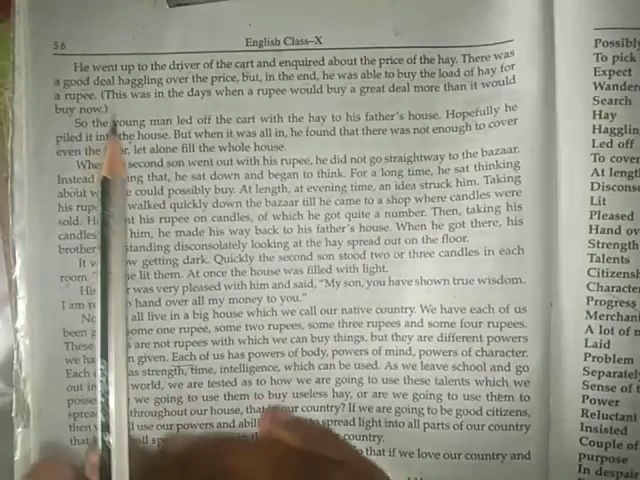 56
English Class–X
He went up to the driver of the cart and enquired about the price of the hay. There was
a good deal haggling over the price, but, in the end, he was able to buy the load of hay for
a rupee. (This was in the days when a rupee would buy a great deal more than it would
buy now.)
So the young man led off the cart with the hay to his father's house. Hopefully he
piled it into the house. But when it was all in, he found that there was not enough to cover
even the let alone fill the whole house.
second son went out with his rupee, he did not go straightway to the bazaar.
Instead that, he sat down and began to think. For a long time, he sat thinking
about could possibly buy. At length, at evening time, an idea struck him. Taking
his walked quickly down the bazaar till he came to a shop where candles were
sold. his rupee on candles, of which he got quite a number. Then, taking his
candles him, he made his way back to his father's house. When he got there, his
brother standing disconsolately looking at the hay spread out on the floor.
It getting dark. Quickly the second son stood two or three candles in each
room. lit them. At once the house was filled with light.
was very pleased with him and said, “My son, you have shown true wisdom.
I am hand over all my money to you.”
all live in a big house which we call our native country. We have each of us
been some one rupee, some two rupees, some three rupees and some four rupees.
These are not rupees with which we can buy things, but they are different powers
we given. Each of us has powers of body, powers of mind, powers of character.
Each strength, time, intelligence, which can be used. As we leave school and go
out world, we are tested as to how we are going to use these talents which we
we going to use them to buy useless hay, or are we going to use them to
throughout our house, our country? If we are going to be good citizens,
then use our powers and spread light into all parts of our country
that country.
that if we love our country and
Possibly
To pick
Expect
Wander
Search
Hay
Hagglin
Led off
To cover
At length
Disconso
Lit
Pleased
Hand ov
Strength
Talents
Citizensh
Character
Progress
Merchan
A lot of
Laid
Problem
Separatel
Sense of
Power
Reluctant
Insisted
Couple of
purpose
In despair